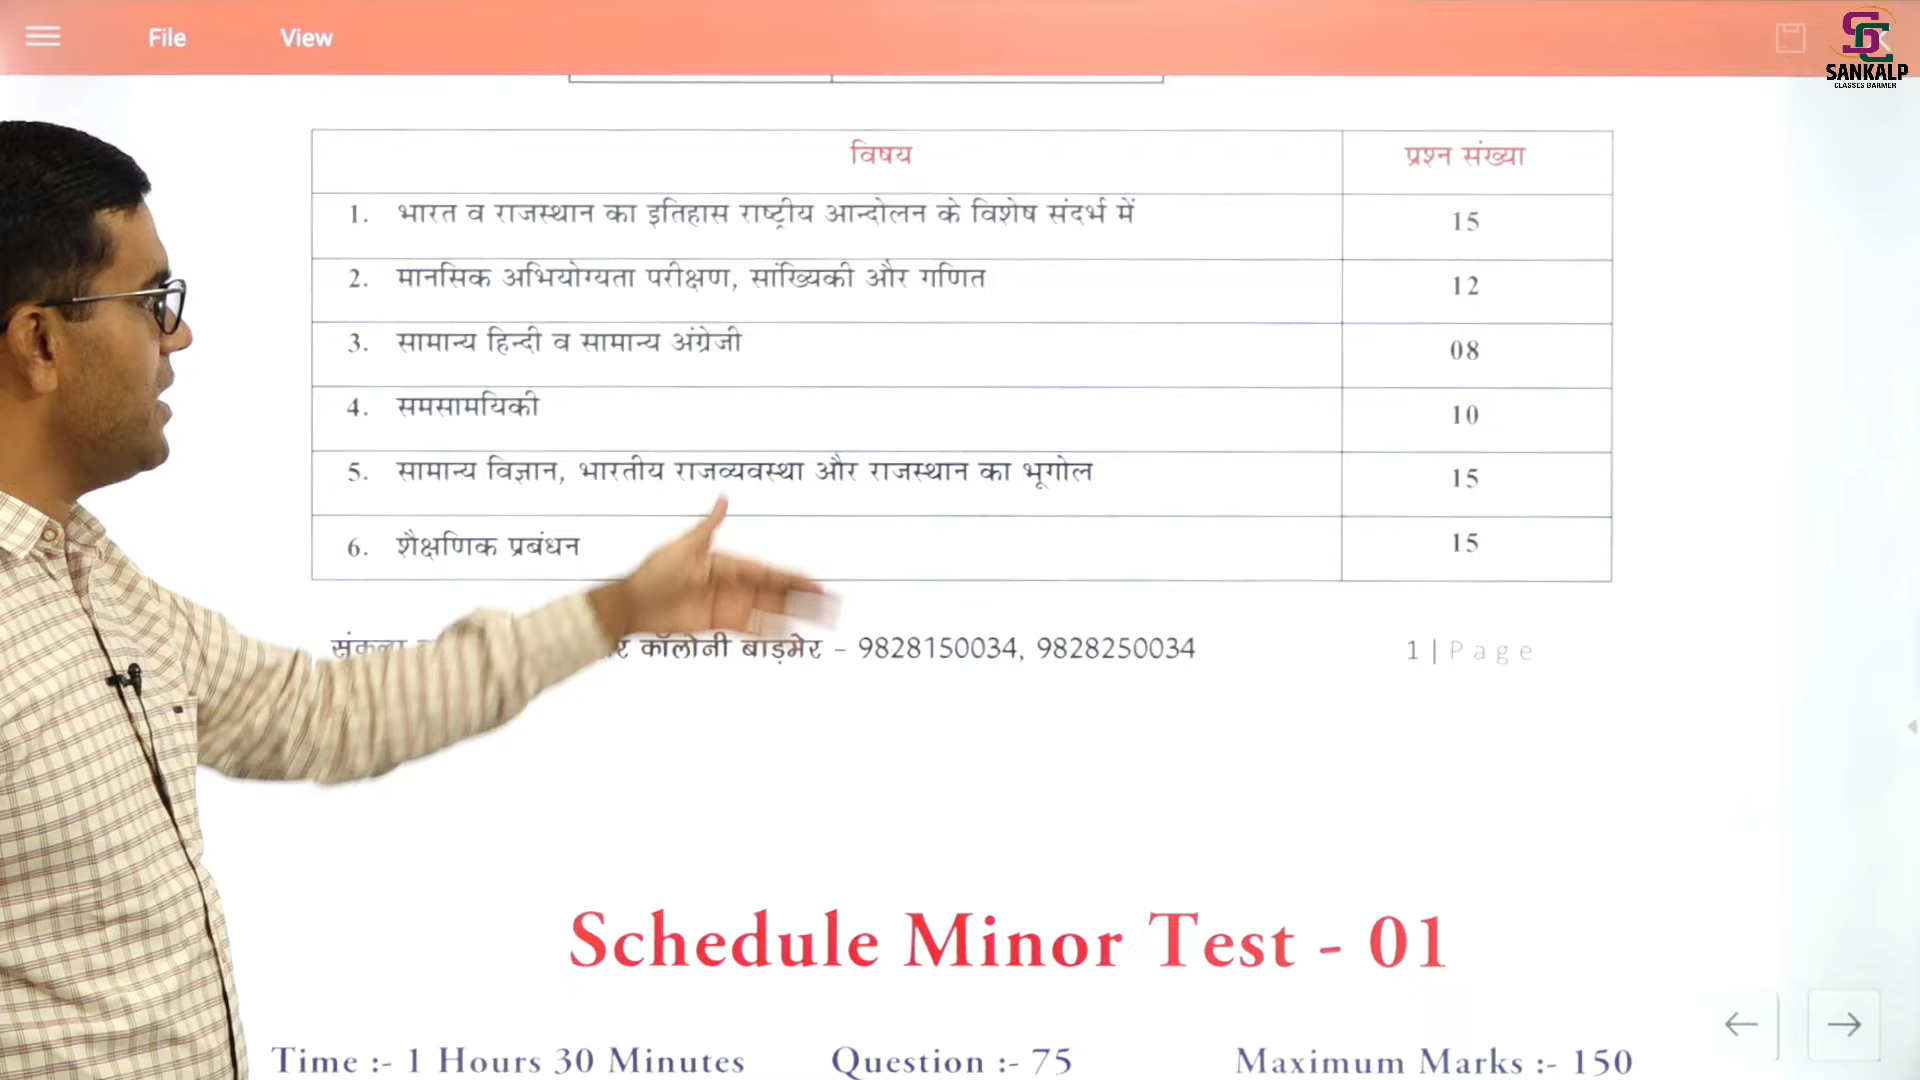 File View
SC
SANKALP
CLASSES BARMER
विषय प्रश्न संख्या
1. भारत व राजस्थान का इतिहास राष्ट्रीय आन्दोलन के विशेष संदर्भ में 15
2. मानसिक अभियोग्यता परीक्षण, सांख्यिकी और गणित 12
3. सामान्य हिन्दी व सामान्य अंग्रेजी 08
4. समसामयिकी 10
5. सामान्य विज्ञान, भारतीय राजव्यवस्था और राजस्थान का भूगोल 15
6. शैक्षणिक प्रबंधन 15
कॉलोनी बाड़मेर - 9828150034, 9828250034 1 | Page
Schedule Minor Test - 01
Time :- 1 Hours 30 Minutes Question :- 75 Maximum Marks :- 150